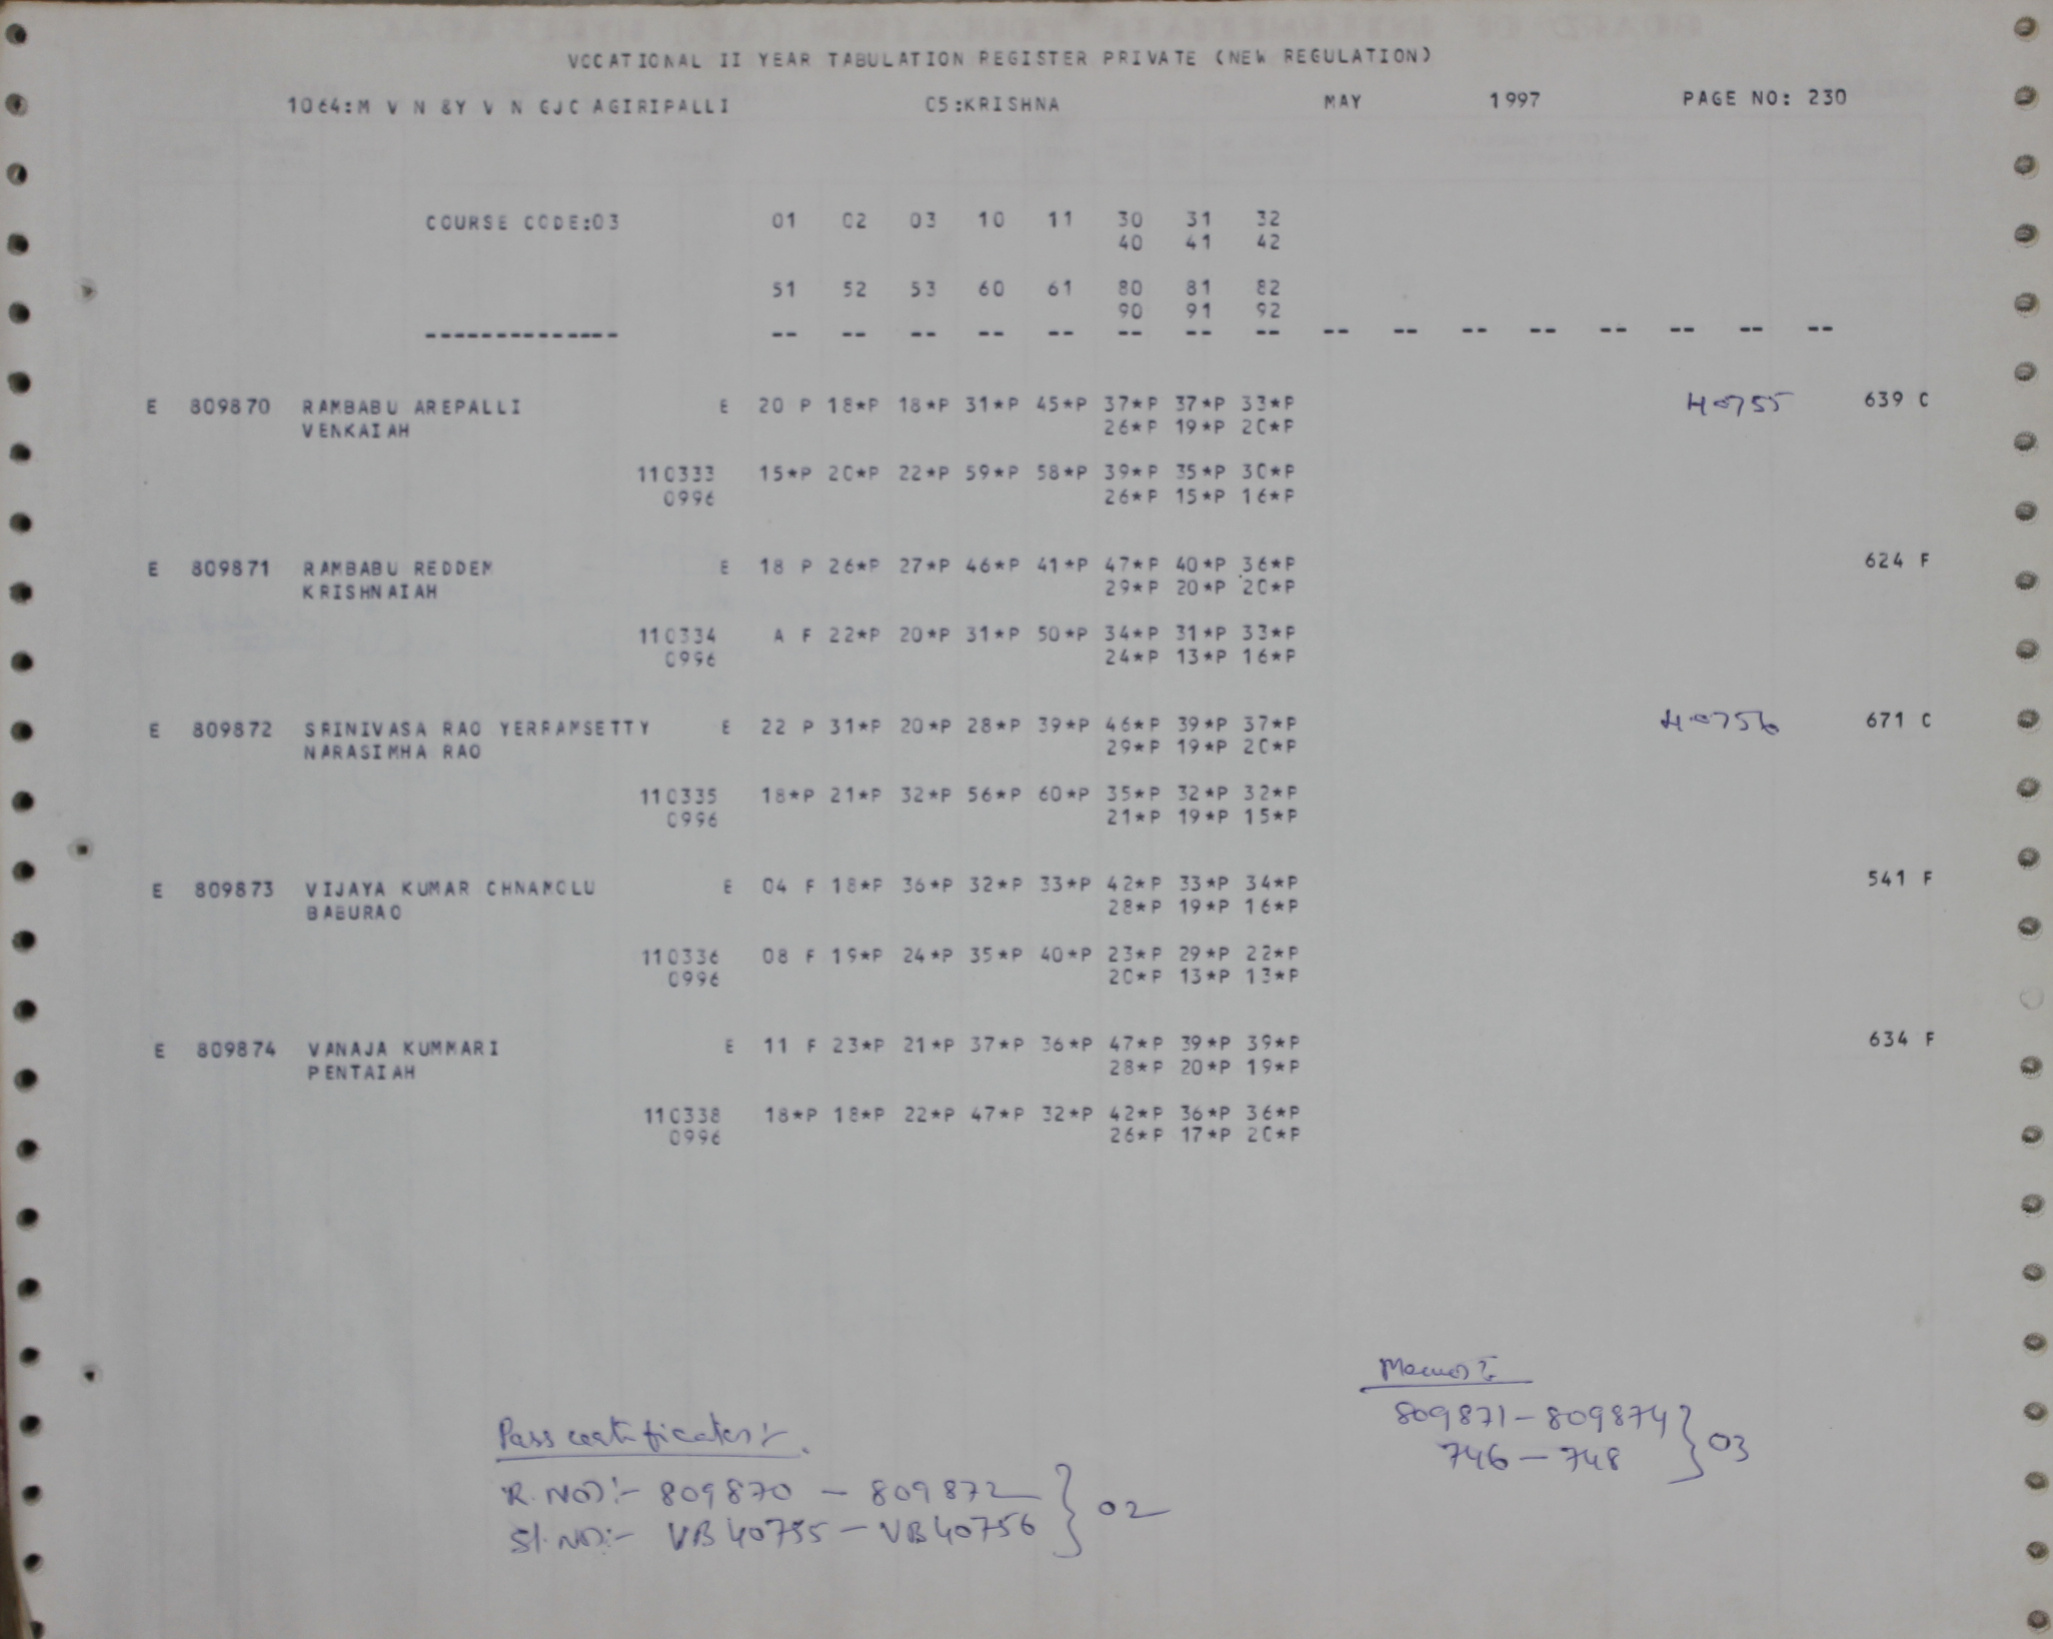 VOCATIONAL II YEAR TABULATION REGISTER PRIVATE (NEW REGULATION)
1064:M V N &Y V N GJC AGIRIPALLI C5:KRISHNA MAY 1997 PAGE NO: 230
COURSE CODE:03 01 02 03 10 11 30 31 32
40 41 42
51 52 53 60 61 80 81 82
90 91 92
-------------- -- -- -- -- -- -- -- -- -- -- -- -- -- -- -- --
E 809870 RAMBABU AREPALLI E 20 P 18*P 18*P 31*P 45*P 37*P 37*P 33*P 40755 639 C
VENKAIAH 26*P 19*P 20*P
110333 15*P 20*P 22*P 59*P 58*P 39*P 35*P 30*P
0996 26*P 15*P 16*P
E 809871 RAMBABU REDDEM E 18 P 26*P 27*P 46*P 41*P 47*P 40*P 36*P 624 F
KRISHNAIAH 29*P 20*P 20*P
110334 A F 22*P 20*P 31*P 50*P 34*P 31*P 33*P
0996 24*P 13*P 16*P
E 809872 SRINIVASA RAO YERRAMSETTY E 22 P 31*P 20*P 28*P 39*P 46*P 39*P 37*P 40756 671 C
NARASIMHA RAO 29*P 19*P 20*P
110335 18*P 21*P 32*P 56*P 60*P 35*P 32*P 32*P
0996 21*P 19*P 15*P
E 809873 VIJAYA KUMAR CHNAMOLU E 04 F 18*P 36*P 32*P 33*P 42*P 33*P 34*P 541 F
BABURAO 28*P 19*P 16*P
110336 08 F 19*P 24*P 35*P 40*P 23*P 29*P 22*P
0996 20*P 13*P 13*P
E 809874 VANAJA KUMMARI E 11 F 23*P 21*P 37*P 36*P 47*P 39*P 39*P 634 F
PENTAIAH 28*P 20*P 19*P
110338 18*P 18*P 22*P 47*P 32*P 42*P 36*P 36*P
0996 26*P 17*P 20*P
Memos:-
809871-809874 } 03
746-748
Pass certificates:-
R.NO:- 809870 - 809872 } 02
Sl.NO:- VB40755-VB40756